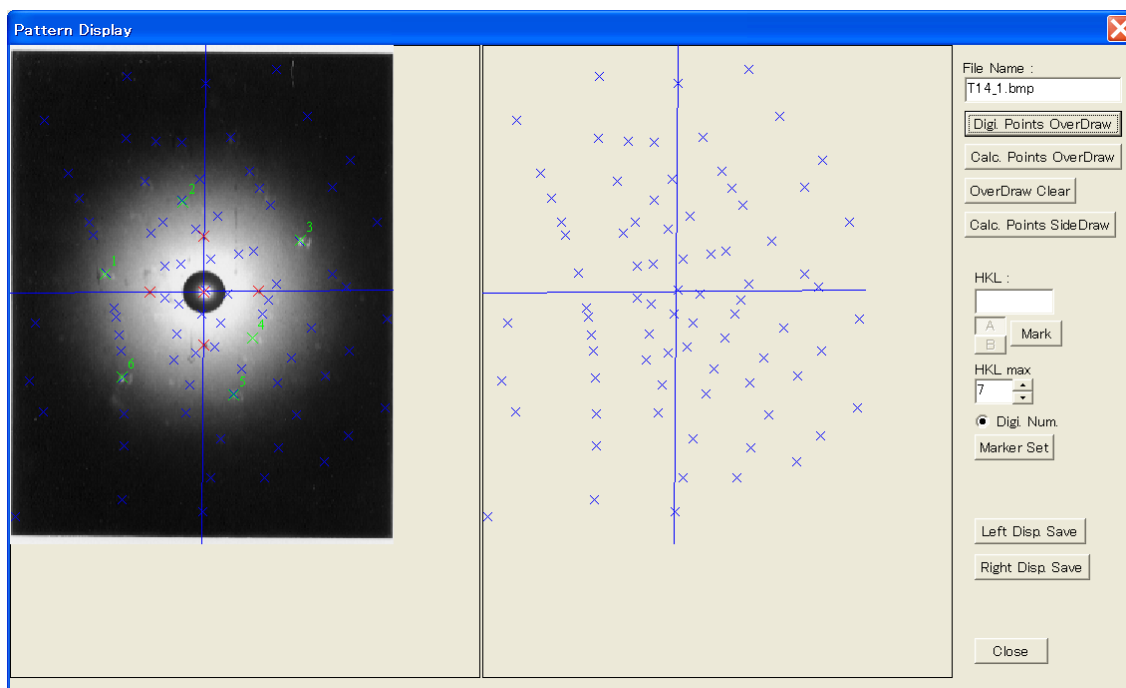 Pattern Display
1
2
3
4
5
6
File Name :
T14_1.bmp
Digi. Points OverDraw
Calc. Points OverDraw
OverDraw Clear
Calc. Points SideDraw
HKL :
A
B
Mark
HKL max
7
Digi. Num.
Marker Set
Left Disp. Save
Right Disp. Save
Close